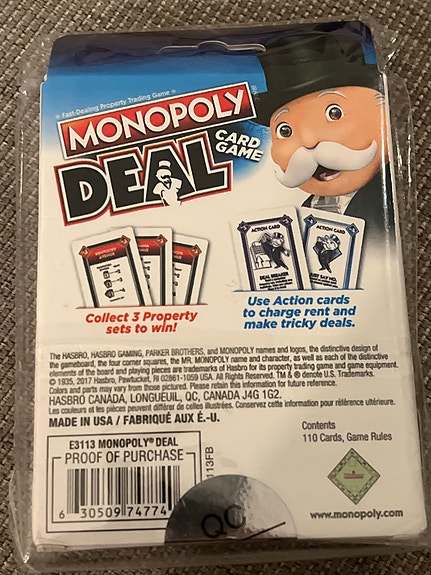 Fast-Dealing Property Trading Game
MONOPOLY
DEAL
CARD
GAME
ACTION CARD
DEAL BREAKER
ACTION CARD
JUST SAY NO
Collect 3 Property
sets to win!
Use Action cards
to charge rent and
make tricky deals.
The HASBRO, HASBRO GAMING, PARKER BROTHERS, and MONOPOLY names and logos, the distinctive design of
the gameboard, the four corner squares, the MR. MONOPOLY name and character, as well as each of the distinctive
elements of the board and playing pieces are trademarks of Hasbro for its property trading game and game equipment.
© 1935, 2017 Hasbro, Pawtucket, RI 02861-1059 USA. All Rights Reserved. TM & ® denote U.S. Trademarks.
Colors and parts may vary from those pictured. Please retain this information for future reference.
HASBRO CANADA, LONGUEUIL, QC, CANADA J4G 1G2.
Les couleurs et les pièces peuvent différer de celles illustrées. Conservez cette information pour référence ultérieure.
MADE IN USA / FABRIQUÉ AUX É.-U.
E3113 MONOPOLY® DEAL
PROOF OF PURCHASE
6 30509 74774
113FB
Contents
110 Cards, Game Rules
QC
www.monopoly.com